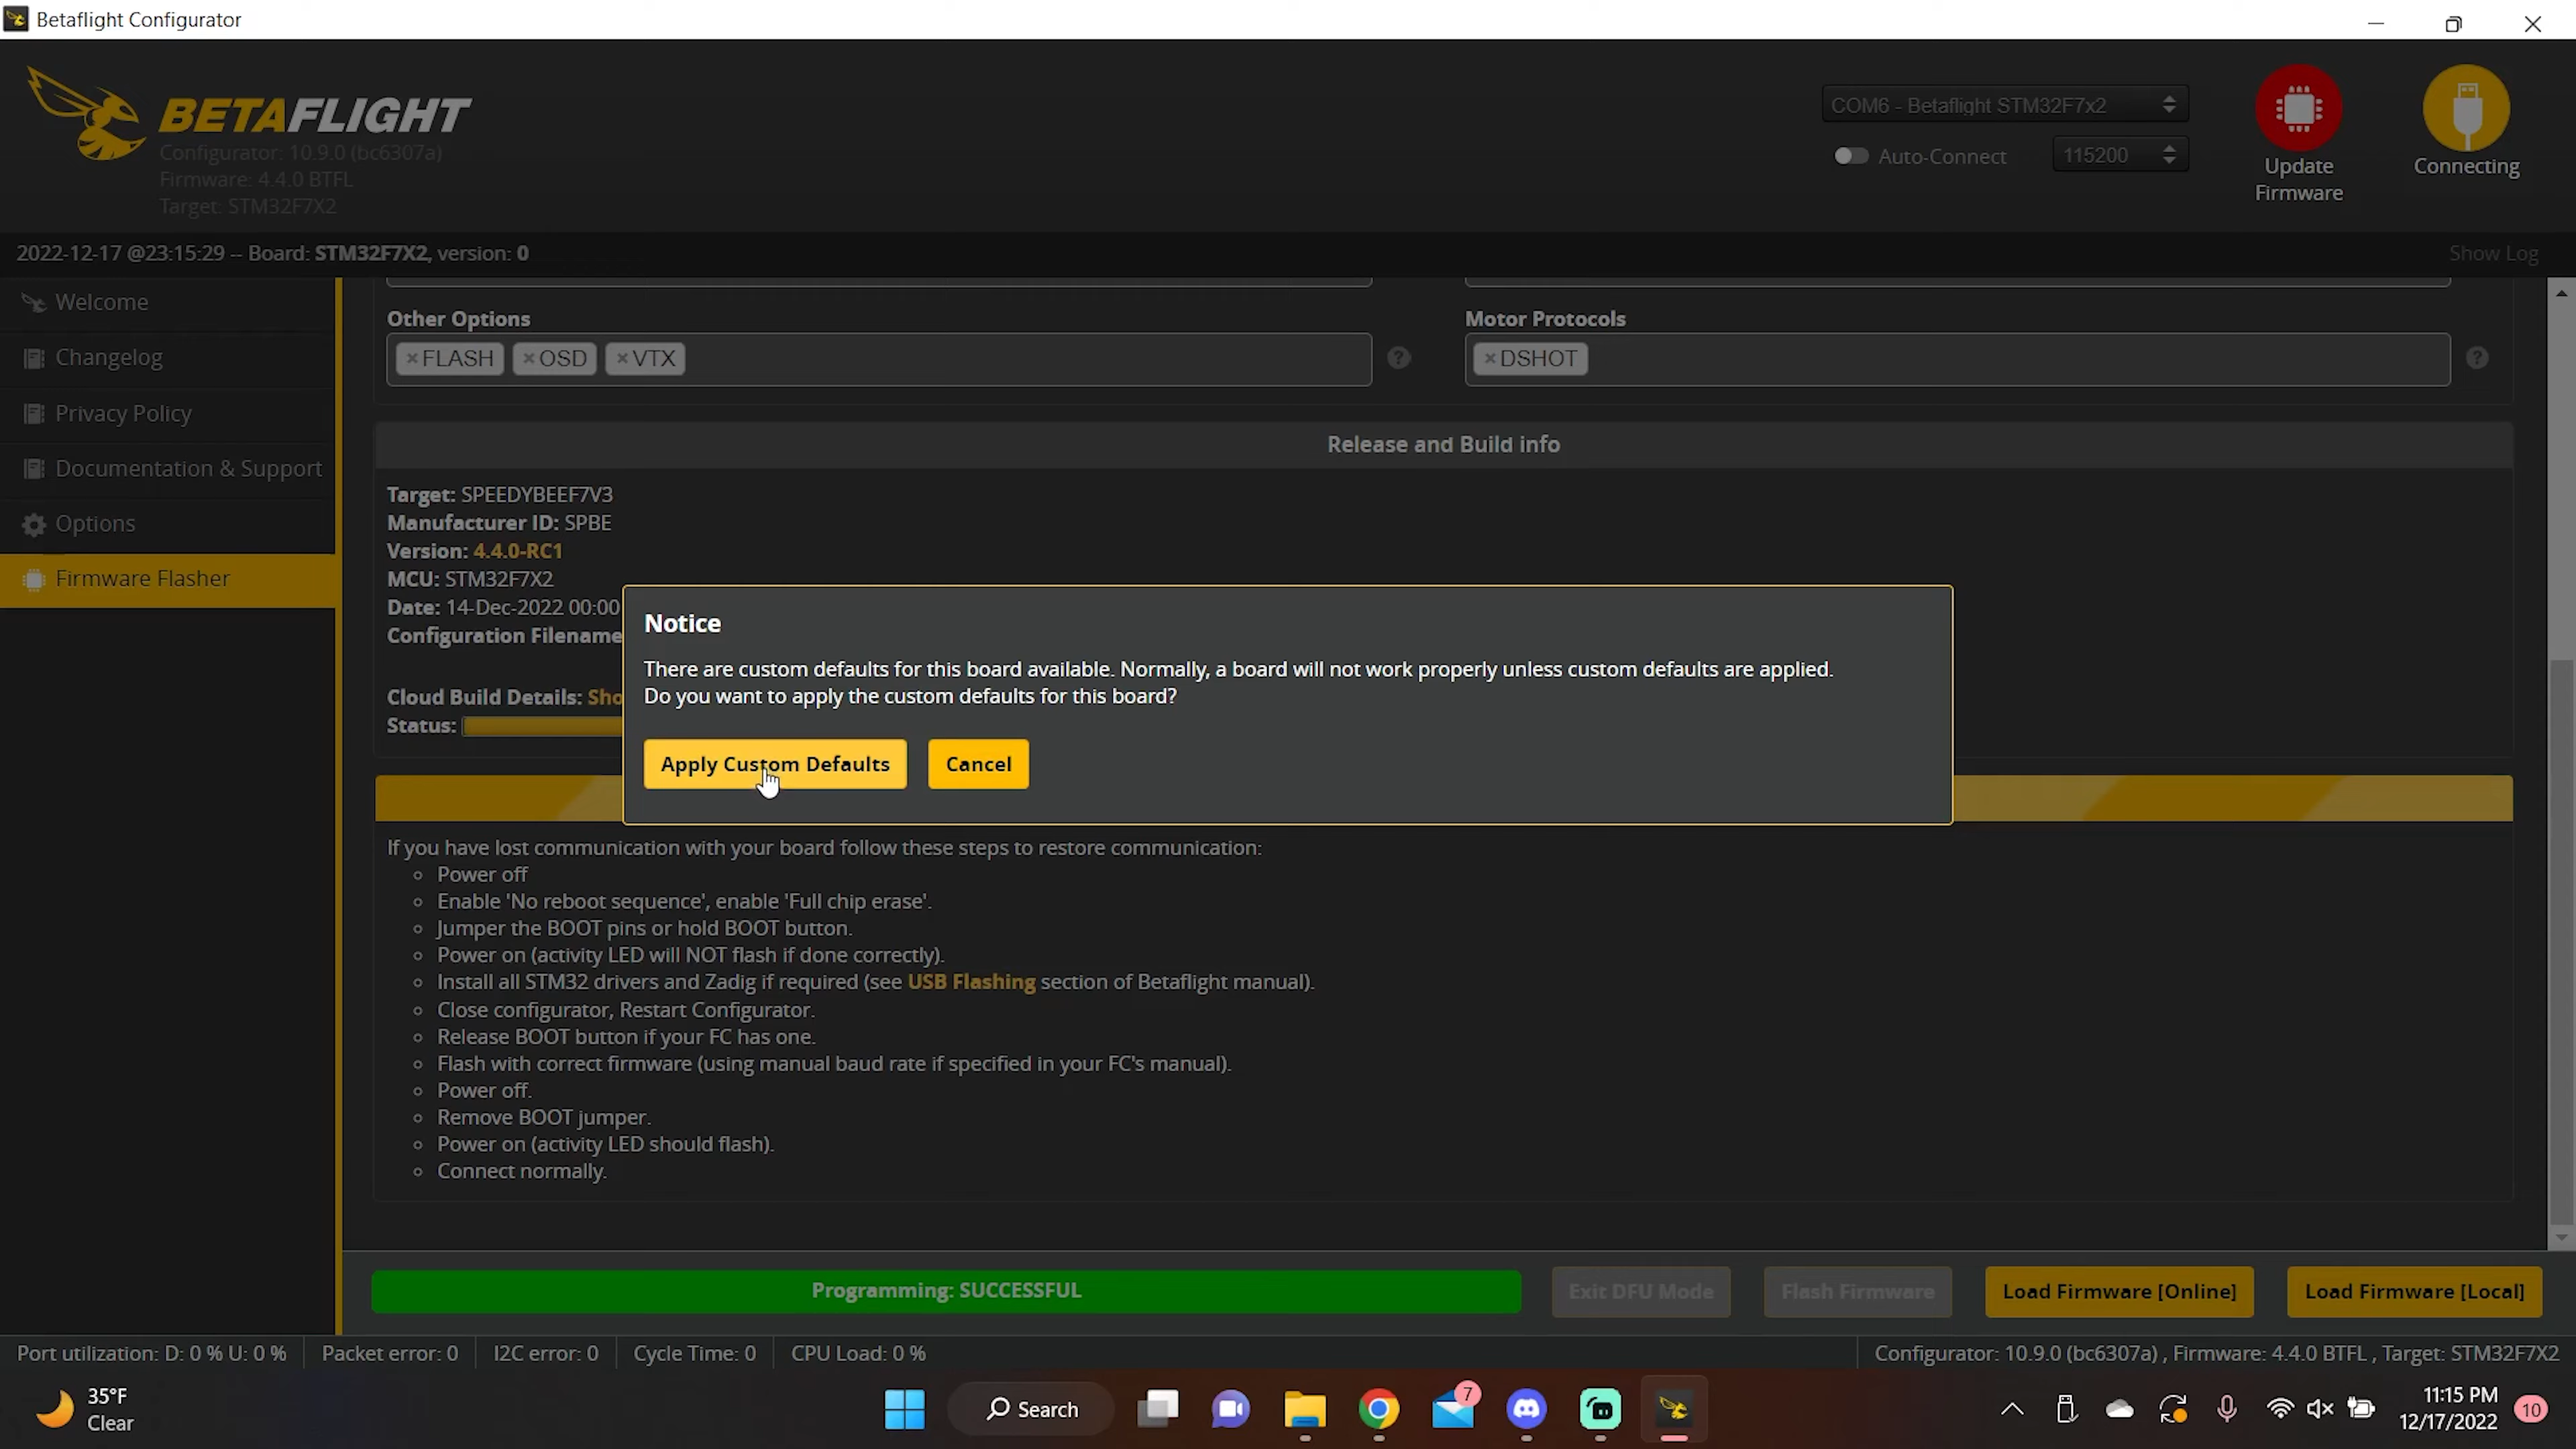 Betaflight Configurator
BETAFLIGHT
Configurator: 10.9.0 (bc6307a)
Firmware: 4.4.0 BTFL
Target: STM32F7X2
COM6 - Betaflight STM32F7x2
Auto-Connect
115200
Update
Firmware
Connecting
2022-12-17 @23:15:29 -- Board: STM32F7X2, version: 0
Show Log
Welcome
Changelog
Privacy Policy
Documentation & Support
Options
Firmware Flasher
Other Options
×FLASH ×OSD ×VTX
?
Motor Protocols
×DSHOT
?
Release and Build info
Target: SPEEDYBEEF7V3
Manufacturer ID: SPBE
Version: 4.4.0-RC1
MCU: STM32F7X2
Date: 14-Dec-2022 00:00
Configuration Filename
Cloud Build Details: Sho
Status:
Notice
There are custom defaults for this board available. Normally, a board will not work properly unless custom defaults are applied.
Do you want to apply the custom defaults for this board?
Apply Custom Defaults
Cancel
If you have lost communication with your board follow these steps to restore communication:
Power off
Enable 'No reboot sequence', enable 'Full chip erase'.
Jumper the BOOT pins or hold BOOT button.
Power on (activity LED will NOT flash if done correctly).
Install all STM32 drivers and Zadig if required (see USB Flashing section of Betaflight manual).
Close configurator, Restart Configurator.
Release BOOT button if your FC has one.
Flash with correct firmware (using manual baud rate if specified in your FC's manual).
Power off.
Remove BOOT jumper.
Power on (activity LED should flash).
Connect normally.
Programming: SUCCESSFUL
Exit DFU Mode
Flash Firmware
Load Firmware [Online]
Load Firmware [Local]
Port utilization: D: 0 % U: 0 %
Packet error: 0
I2C error: 0
Cycle Time: 0
CPU Load: 0 %
Configurator: 10.9.0 (bc6307a) , Firmware: 4.4.0 BTFL , Target: STM32F7X2
35°F
Clear
Search
7
11:15 PM
12/17/2022
10